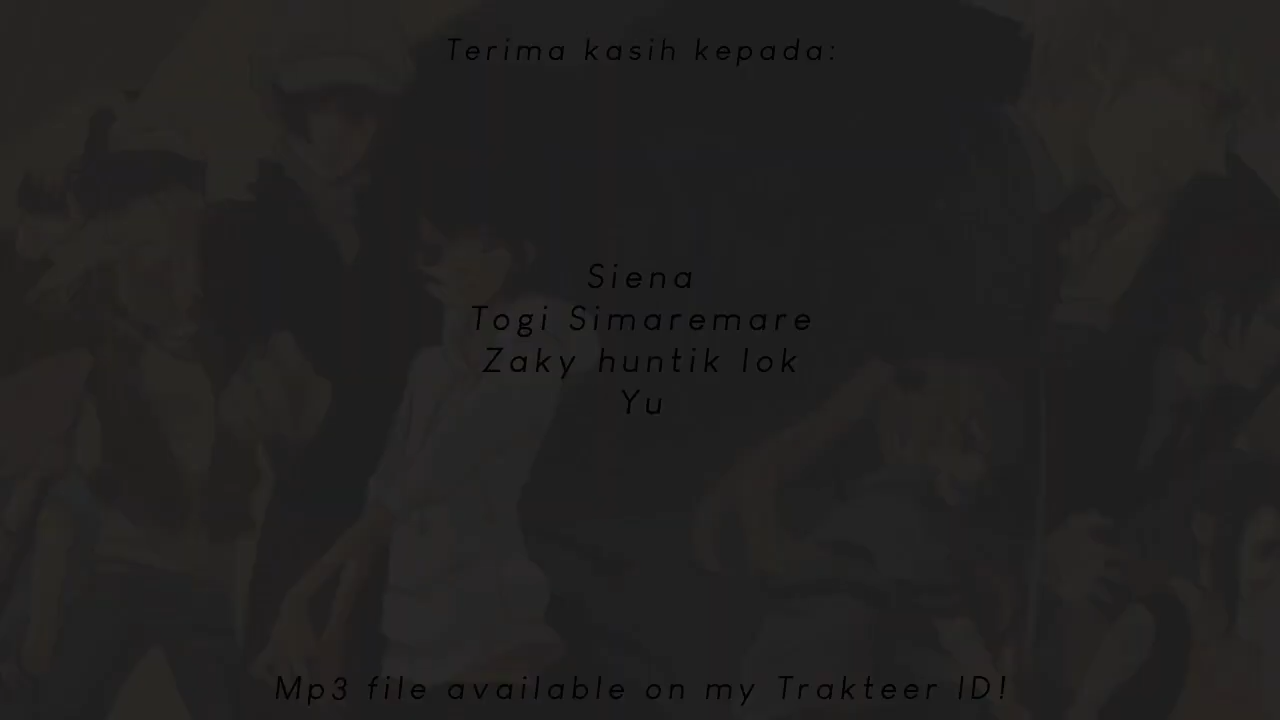 Terima kasih kepada:
Siena
Togi Simaremare
Zaky huntik lok
Yu
Mp3 file available on my Trakteer ID!